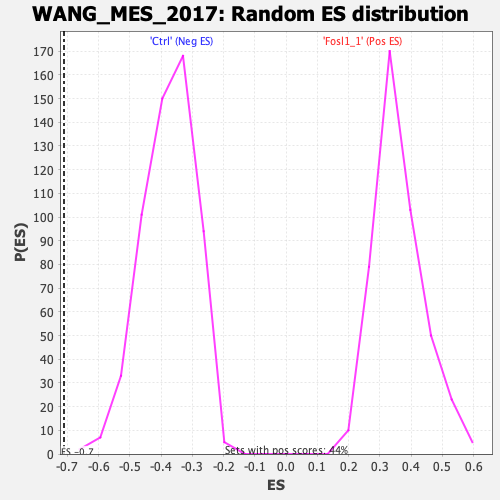 WANG_MES_2017: Random ES distribution
'Ctrl' (Neg ES) 'Fosl1_1' (Pos ES)
170
160
150
140
130
120
110
100
90
80
70
60
50
40
30
20
10
0
P(ES)
ES -0.7
Sets with pos scores: 44%
-0.7 -0.6 -0.5 -0.4 -0.3 -0.2 -0.1 0.0 0.1 0.2 0.3 0.4 0.5 0.6
ES